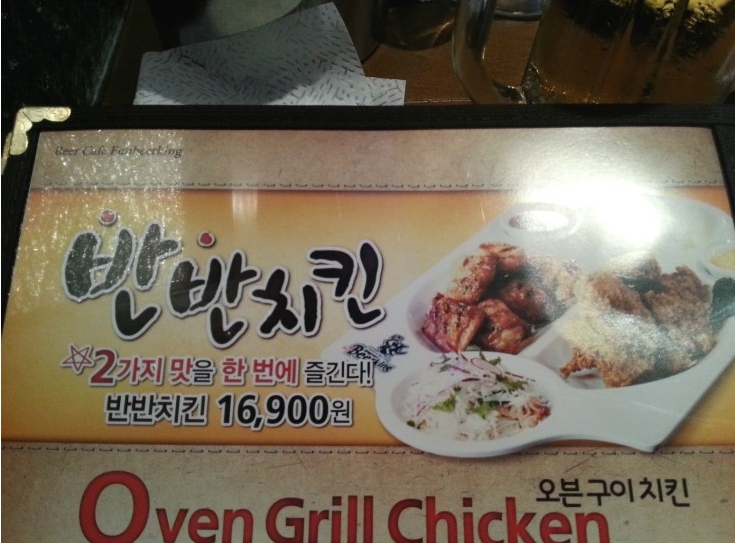 Beer Cafe Funbeerking
반반치킨
2가지 맛을 한 번에 즐긴다!
반반치킨 16,900원
오븐구이치킨
Oven Grill Chicken